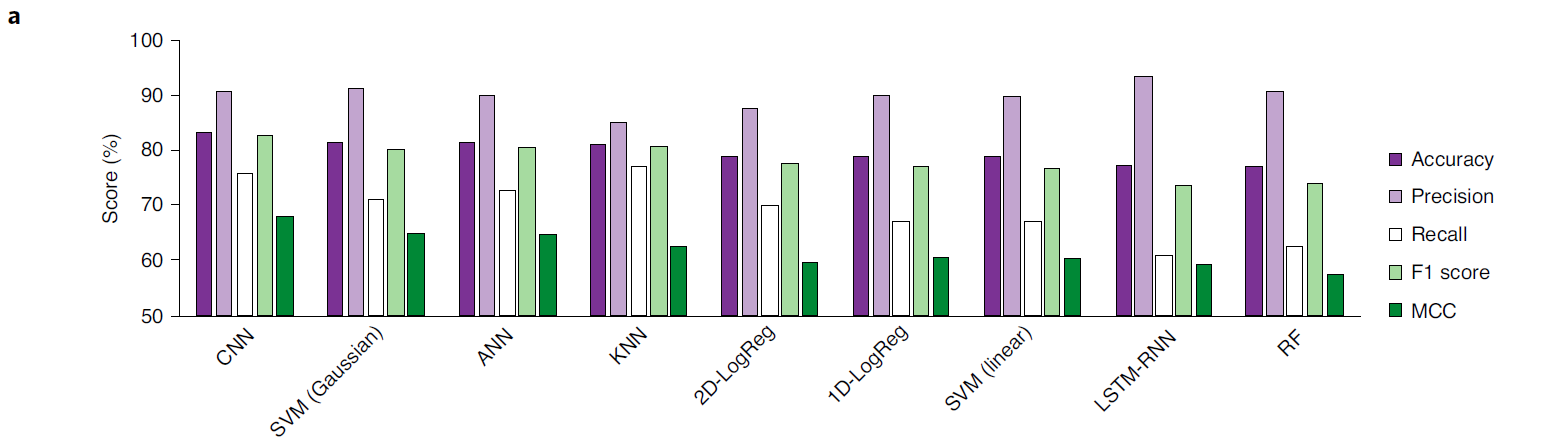 a
100
90
80
70
60
50
Score (%)
CNN
SVM (Gaussian)
ANN
KNN
2D-LogReg
1D-LogReg
SVM (linear)
LSTM-RNN
RF
Accuracy
Precision
Recall
F1 score
MCC